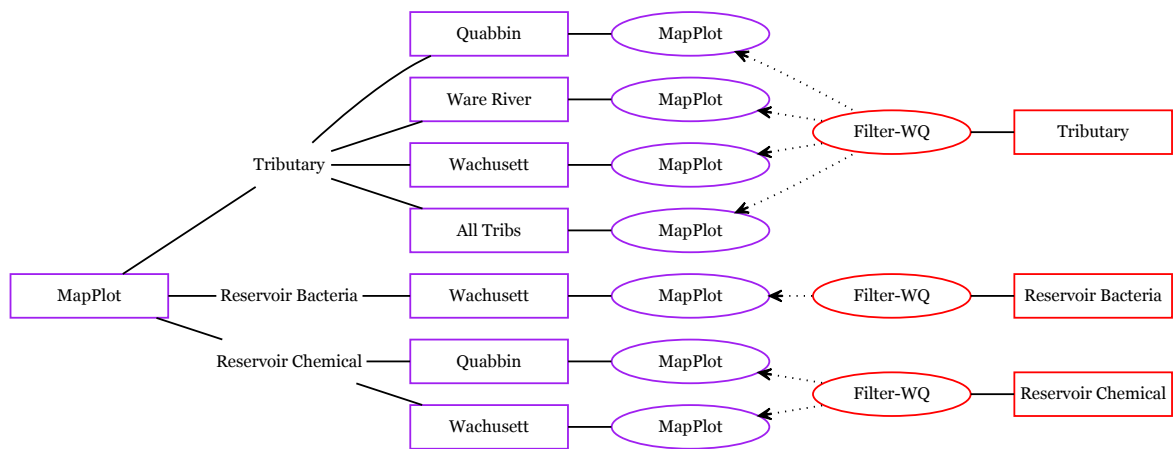 Quabbin
MapPlot
Ware River
MapPlot
Filter-WQ
Tributary
Tributary
Wachusett
MapPlot
All Tribs
MapPlot
MapPlot
Reservoir Bacteria
Wachusett
MapPlot
Filter-WQ
Reservoir Bacteria
Reservoir Chemical
Quabbin
MapPlot
Filter-WQ
Reservoir Chemical
Wachusett
MapPlot